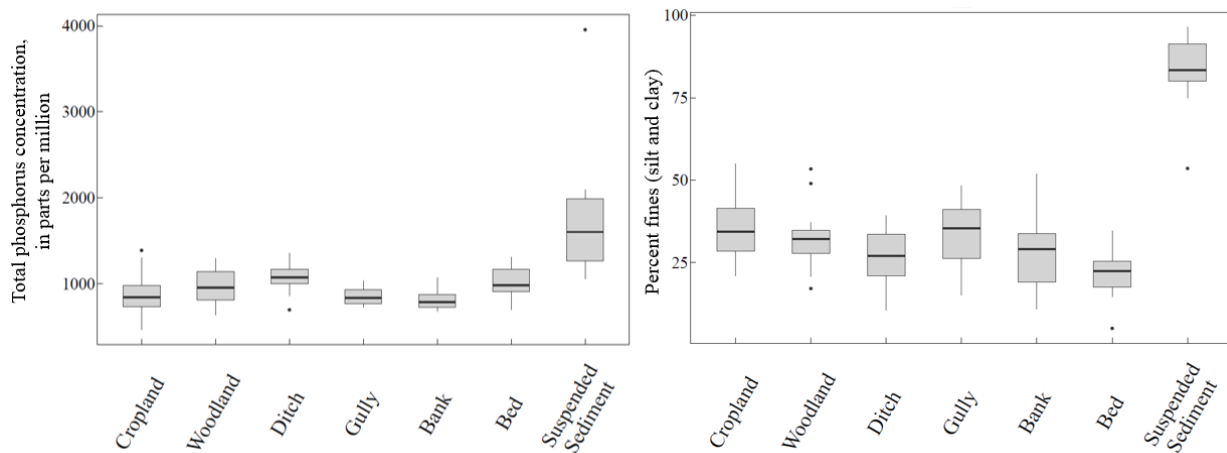 Total phosphorus concentration,
in parts per million
4000
3000
2000
1000
Cropland
Woodland
Ditch
Gully
Bank
Bed
Suspended
Sediment
Percent fines (silt and clay)
100
75
50
25
Cropland
Woodland
Ditch
Gully
Bank
Bed
Suspended
Sediment